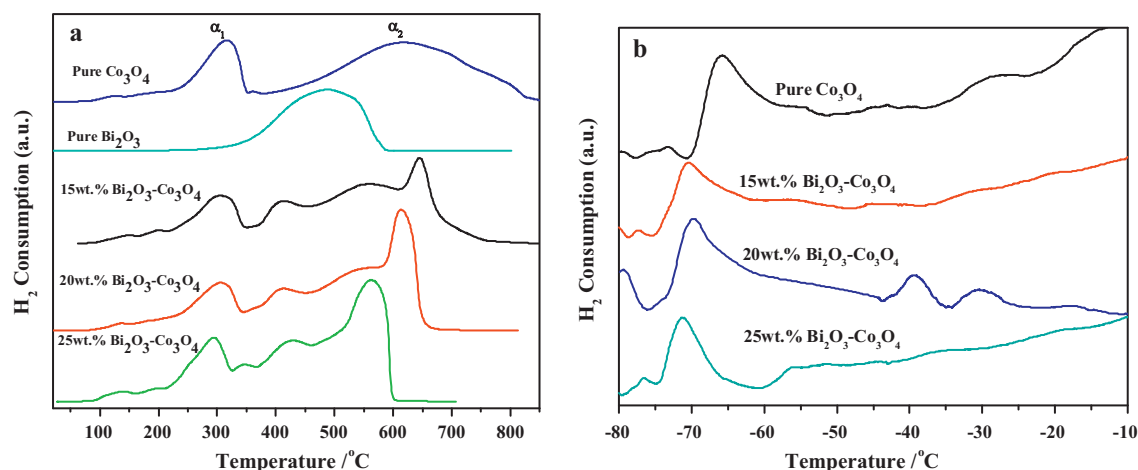 a
α₁
α₂
Pure Co₃O₄
Pure Bi₂O₃
15wt.% Bi₂O₃-Co₃O₄
20wt.% Bi₂O₃-Co₃O₄
25wt.% Bi₂O₃-Co₃O₄
H₂ Consumption (a.u.)
100 200 300 400 500 600 700 800
Temperature /°C
b
Pure Co₃O₄
15wt.% Bi₂O₃-Co₃O₄
20wt.% Bi₂O₃-Co₃O₄
25wt.% Bi₂O₃-Co₃O₄
H₂ Consumption (a.u.)
-80 -70 -60 -50 -40 -30 -20 -10
Temperature /°C